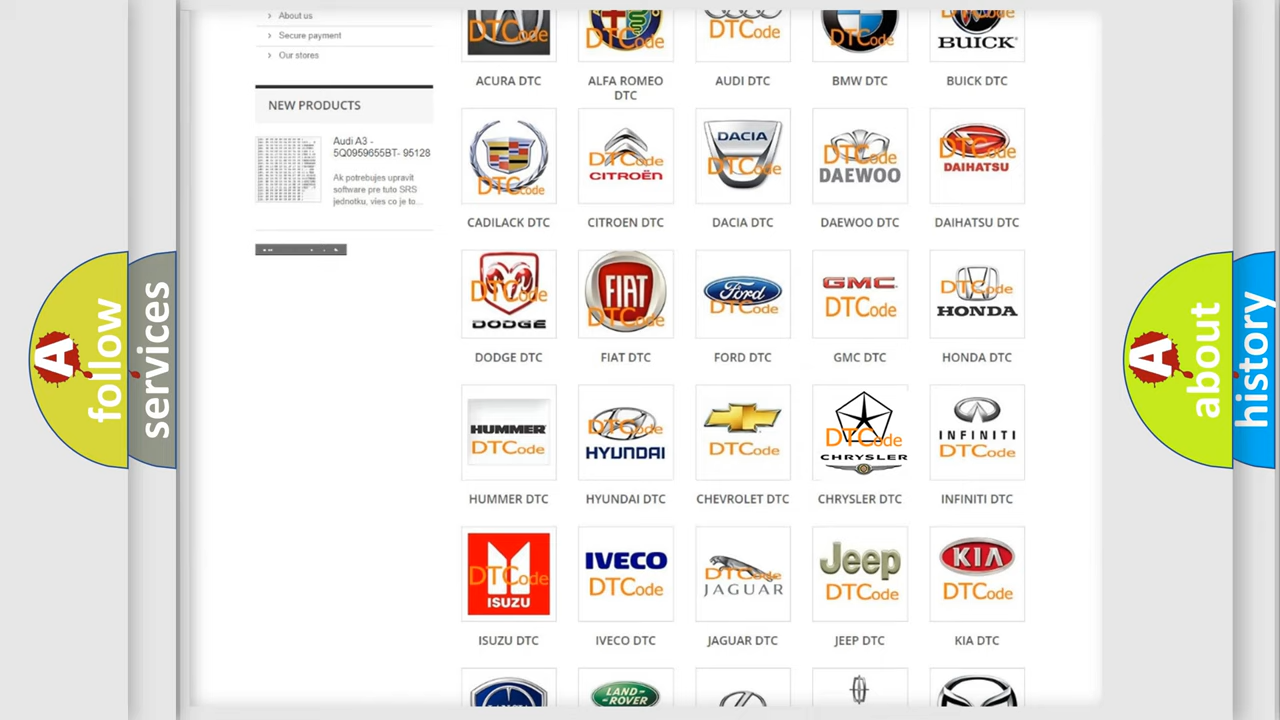 About us
Secure payment
Our stores
NEW PRODUCTS
Audi A3 -
5Q0959655BT- 95128
Ak potrebujes upravit
software pre tuto SRS
jednotku, vies co je to...
DTCode
DTCode
DTCode
DTCode
BUICK
ACURA DTC
ALFA ROMEO
DTC
AUDI DTC
BMW DTC
BUICK DTC
DTCode
DTCode
CITROËN
DACIA
DTCode
DTCode
DAEWOO
DTCode
DAIHATSU
CADILACK DTC
CITROEN DTC
DACIA DTC
DAEWOO DTC
DAIHATSU DTC
DTCode
DODGE
FIAT
DTCode
Ford
DTCode
GMC
DTCode
DTCode
HONDA
DODGE DTC
FIAT DTC
FORD DTC
GMC DTC
HONDA DTC
HUMMER
DTCode
DTCode
HYUNDAI
DTCode
DTCode
CHRYSLER
INFINITI
DTCode
HUMMER DTC
HYUNDAI DTC
CHEVROLET DTC
CHRYSLER DTC
INFINITI DTC
DTCode
ISUZU
IVECO
DTCode
DTCode
JAGUAR
Jeep
DTCode
KIA
DTCode
ISUZU DTC
IVECO DTC
JAGUAR DTC
JEEP DTC
KIA DTC
LAND-
ROVER
A
follow
services
A
about
history